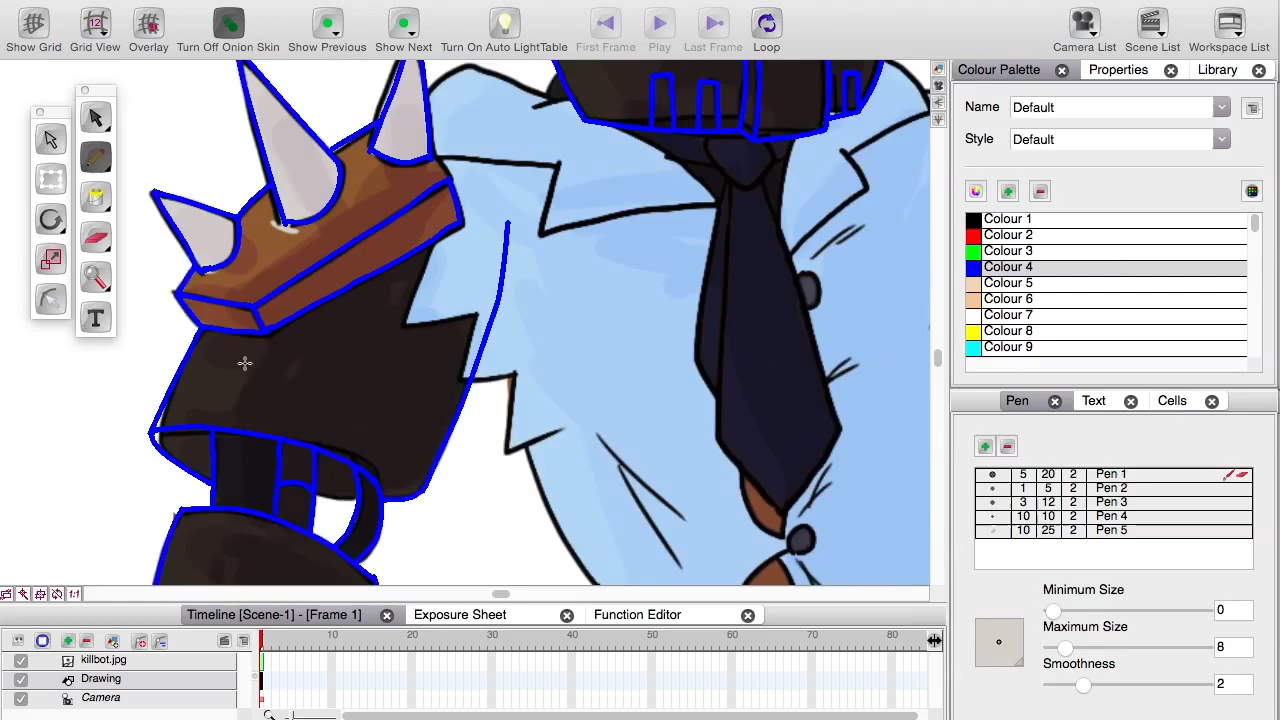 Show Grid Grid View Overlay Turn Off Onion Skin Show Previous Show Next Turn On Auto LightTable First Frame Play Last Frame Loop Camera List Scene List Workspace List
12
Colour Palette Properties Library
Name Default
Style Default
Colour 1
Colour 2
Colour 3
Colour 4
Colour 5
Colour 6
Colour 7
Colour 8
Colour 9
T
Pen Text Cells
5 20 2 Pen 1
1 5 2 Pen 2
3 12 2 Pen 3
10 10 2 Pen 4
10 25 2 Pen 5
Minimum Size
0
Maximum Size
8
Smoothness
2
1:1
Timeline [Scene-1] - [Frame 1] Exposure Sheet Function Editor
10 20 30 40 50 60 70 80
killbot.jpg
Drawing
Camera